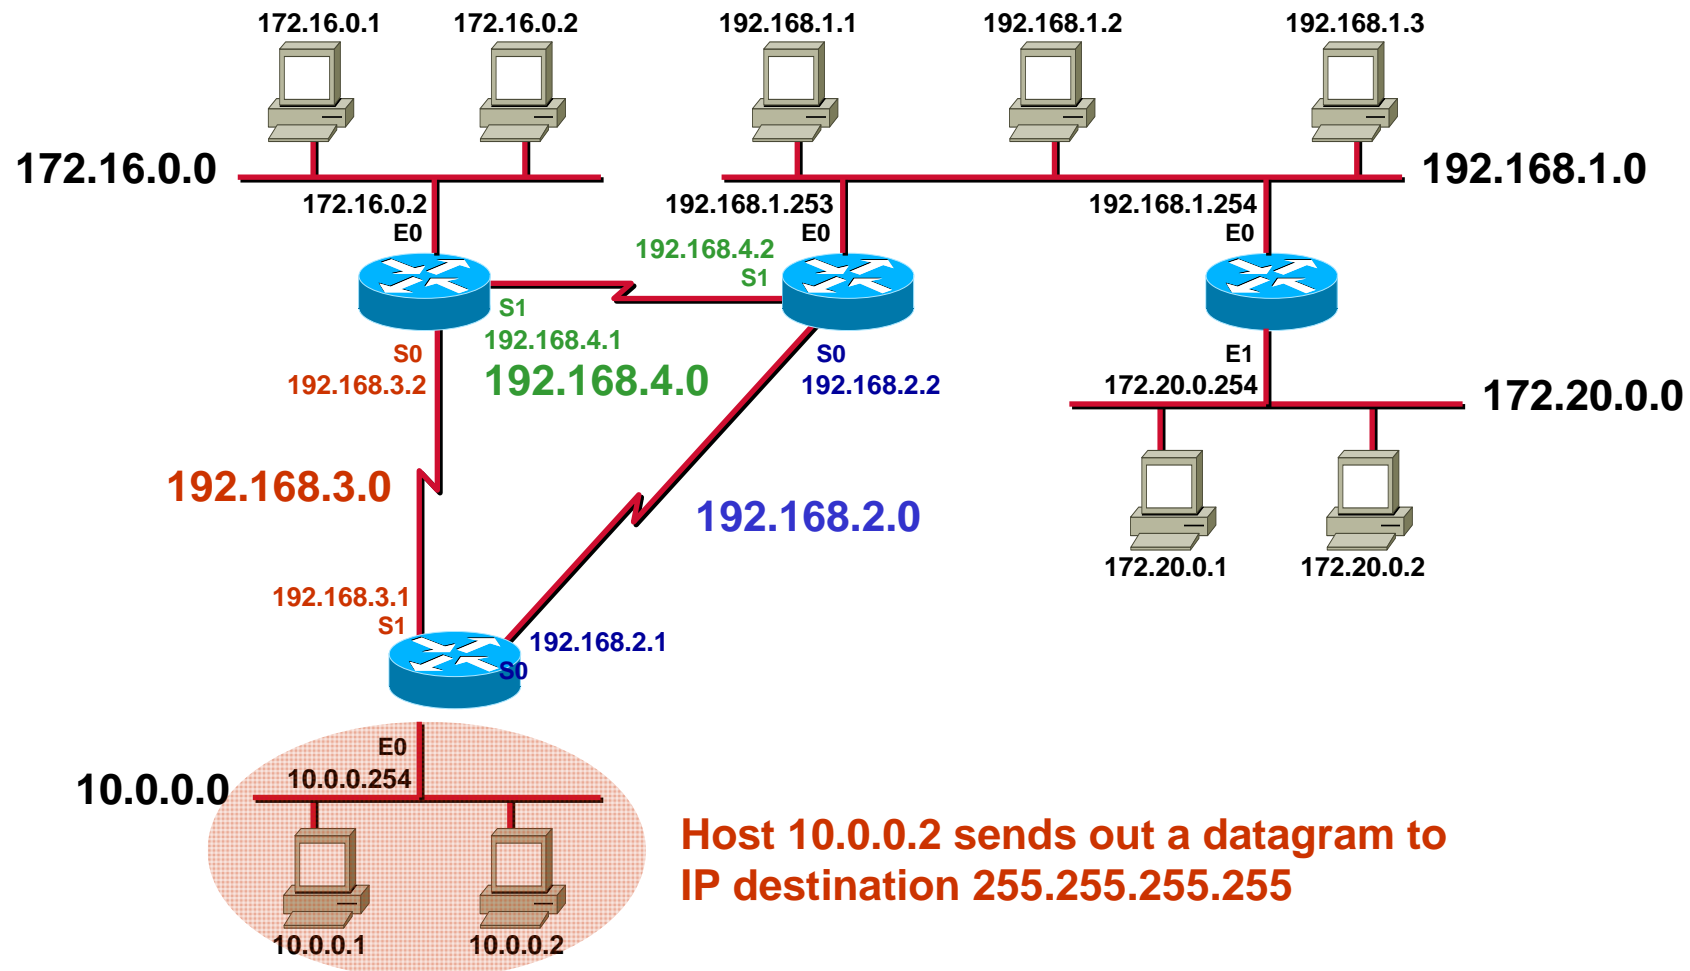 172.16.0.1
172.16.0.2
192.168.1.1
192.168.1.2
192.168.1.3
172.16.0.0
192.168.1.0
172.16.0.2
E0
192.168.1.253
E0
192.168.1.254
E0
192.168.4.2
S1
S1
192.168.4.1
192.168.4.0
S0
192.168.3.2
S0
192.168.2.2
E1
172.20.0.254
172.20.0.0
192.168.3.0
192.168.2.0
172.20.0.1
172.20.0.2
192.168.3.1
S1
192.168.2.1
S0
E0
10.0.0.254
10.0.0.0
10.0.0.1
10.0.0.2
Host 10.0.0.2 sends out a datagram to
IP destination 255.255.255.255